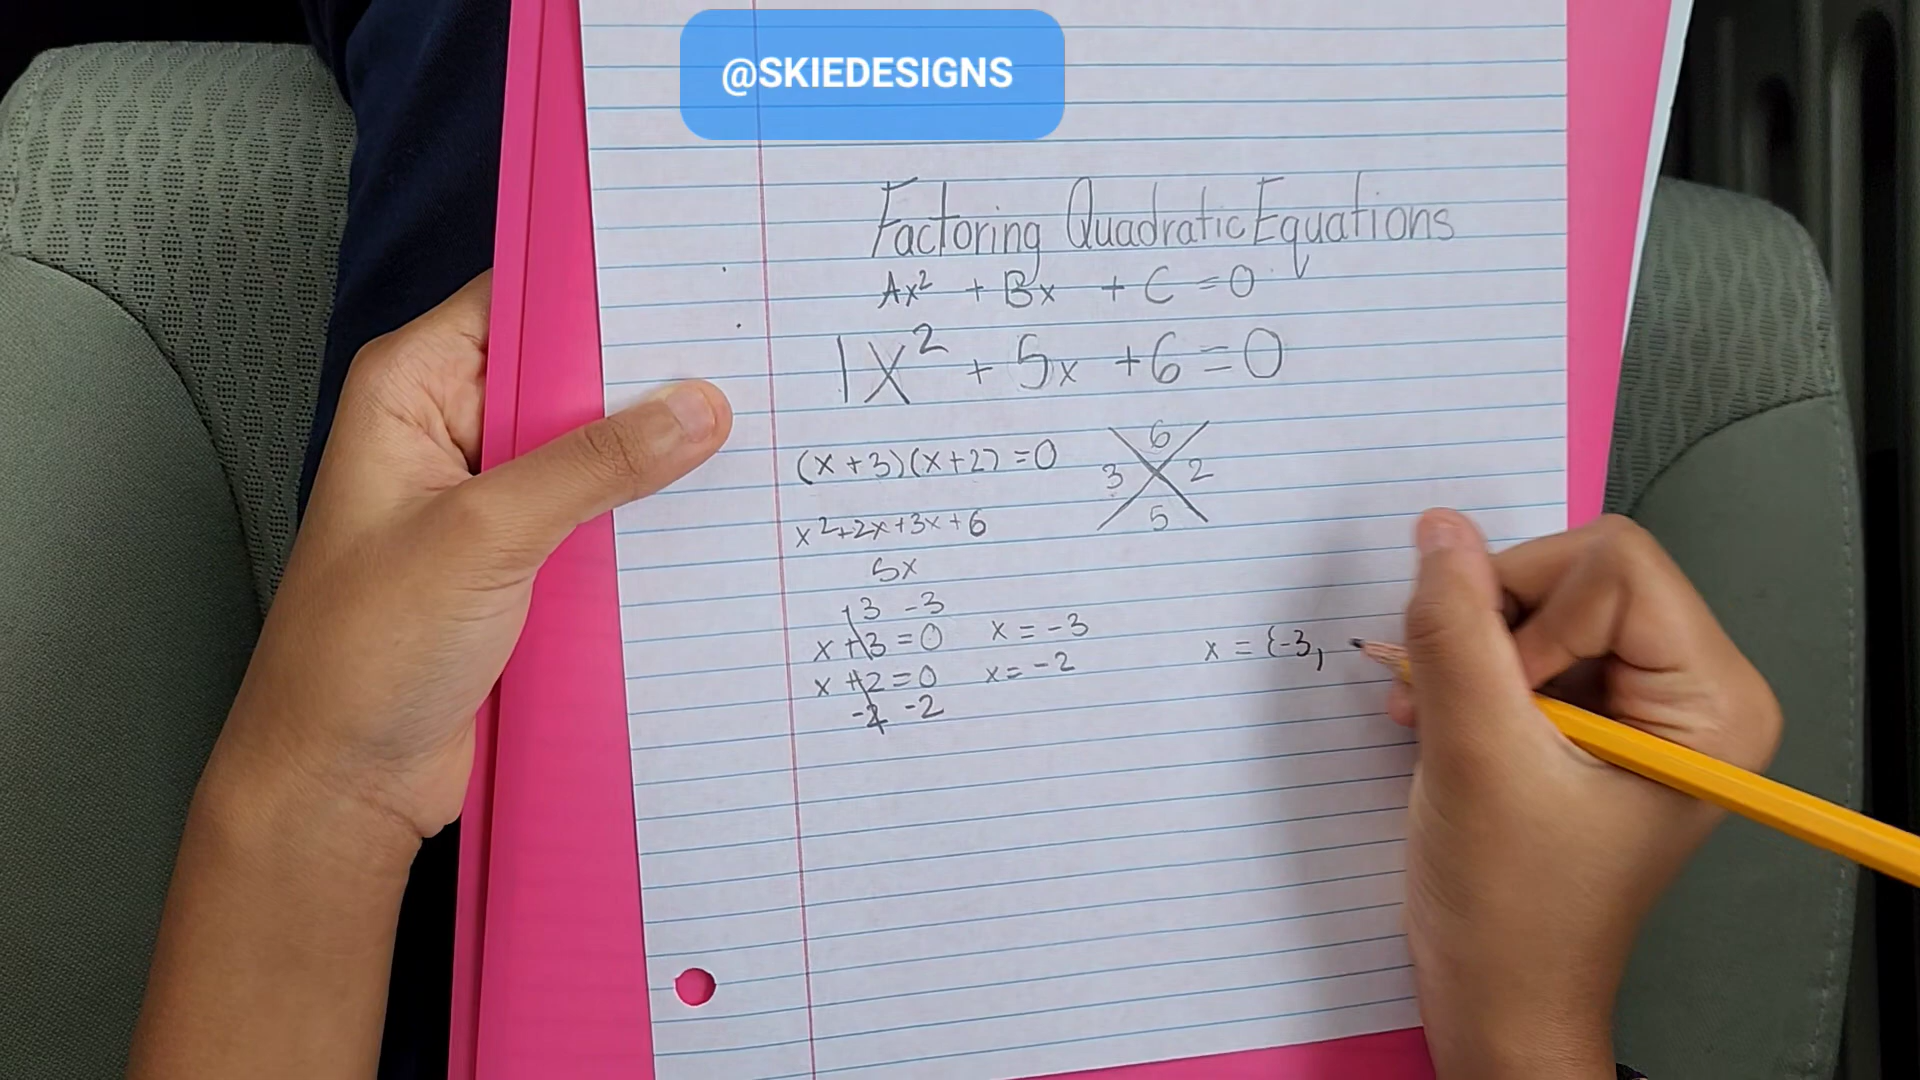 @SKIEDESIGNS
Factoring Quadratic Equations
Ax² + Bx + C = 0
1x² + 5x + 6 = 0
(x+3)(x+2) = 0
6
3 2
5
x²+2x+3x+6
5x
+3 -3
x+3=0 x = -3
x+2=0 x = -2
-2 -2
x = {-3,